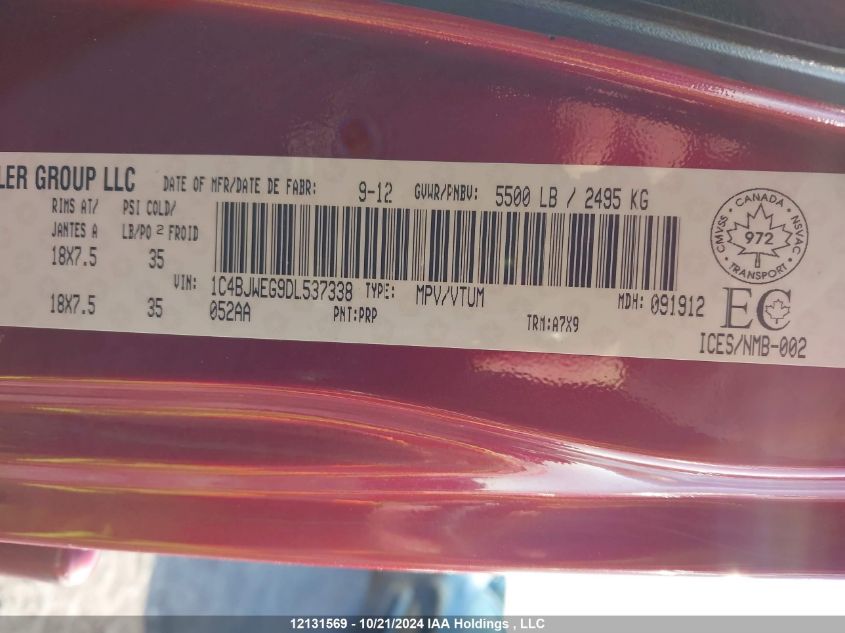 LER GROUP LLC DATE OF MFR/DATE DE FABR: 9-12 GVWR/PNBV: 5500 LB / 2495 KG
RIMS AT/ PSI COLD/
JANTES A LB/PO 2 FROID
18X7.5 35
VIN: 1C4BJWEG9DL537338 TYPE: MPV/VTUM MDH: 091912
18X7.5 35 052AA PNT:PRP TRM:A7X9
CANADA
CMVSS 972 NSVAC
TRANSPORT
EC
ICES/NMB-002
12131569 - 10/21/2024 IAA Holdings , LLC